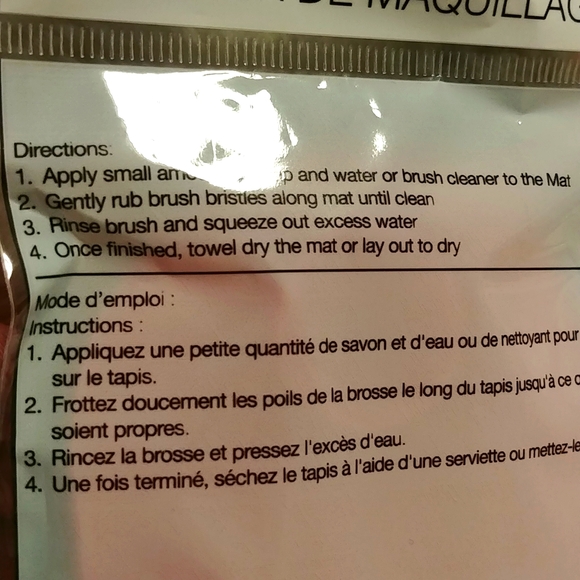 DE MAQUILLAG
Directions:
1. Apply small and water or brush cleaner to the Mat
2. Gently rub brush bristles along mat until clean
3. Rinse brush and squeeze out excess water
4. Once finished, towel dry the mat or lay out to dry
Mode d'emploi :
Instructions :
1. Appliquez une petite quantité de savon et d'eau ou de nettoyant pour
sur le tapis.
2. Frottez doucement les poils de la brosse le long du tapis jusqu'à ce
soient propres.
3. Rincez la brosse et pressez l'excès d'eau.
4. Une fois terminé, séchez le tapis à l'aide d'une serviette ou mettez-le